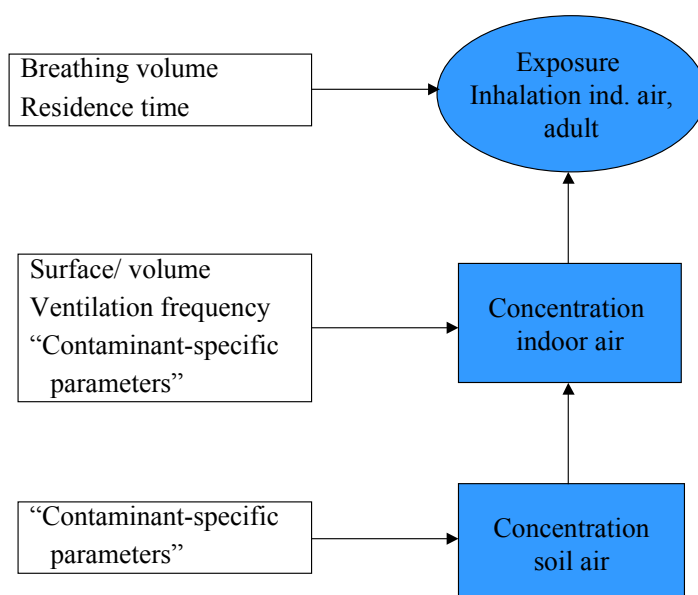 Breathing volume
Residence time
Exposure
Inhalation ind. air,
adult
Surface/ volume
Ventilation frequency
“Contaminant-specific
parameters”
Concentration
indoor air
“Contaminant-specific
parameters”
Concentration
soil air